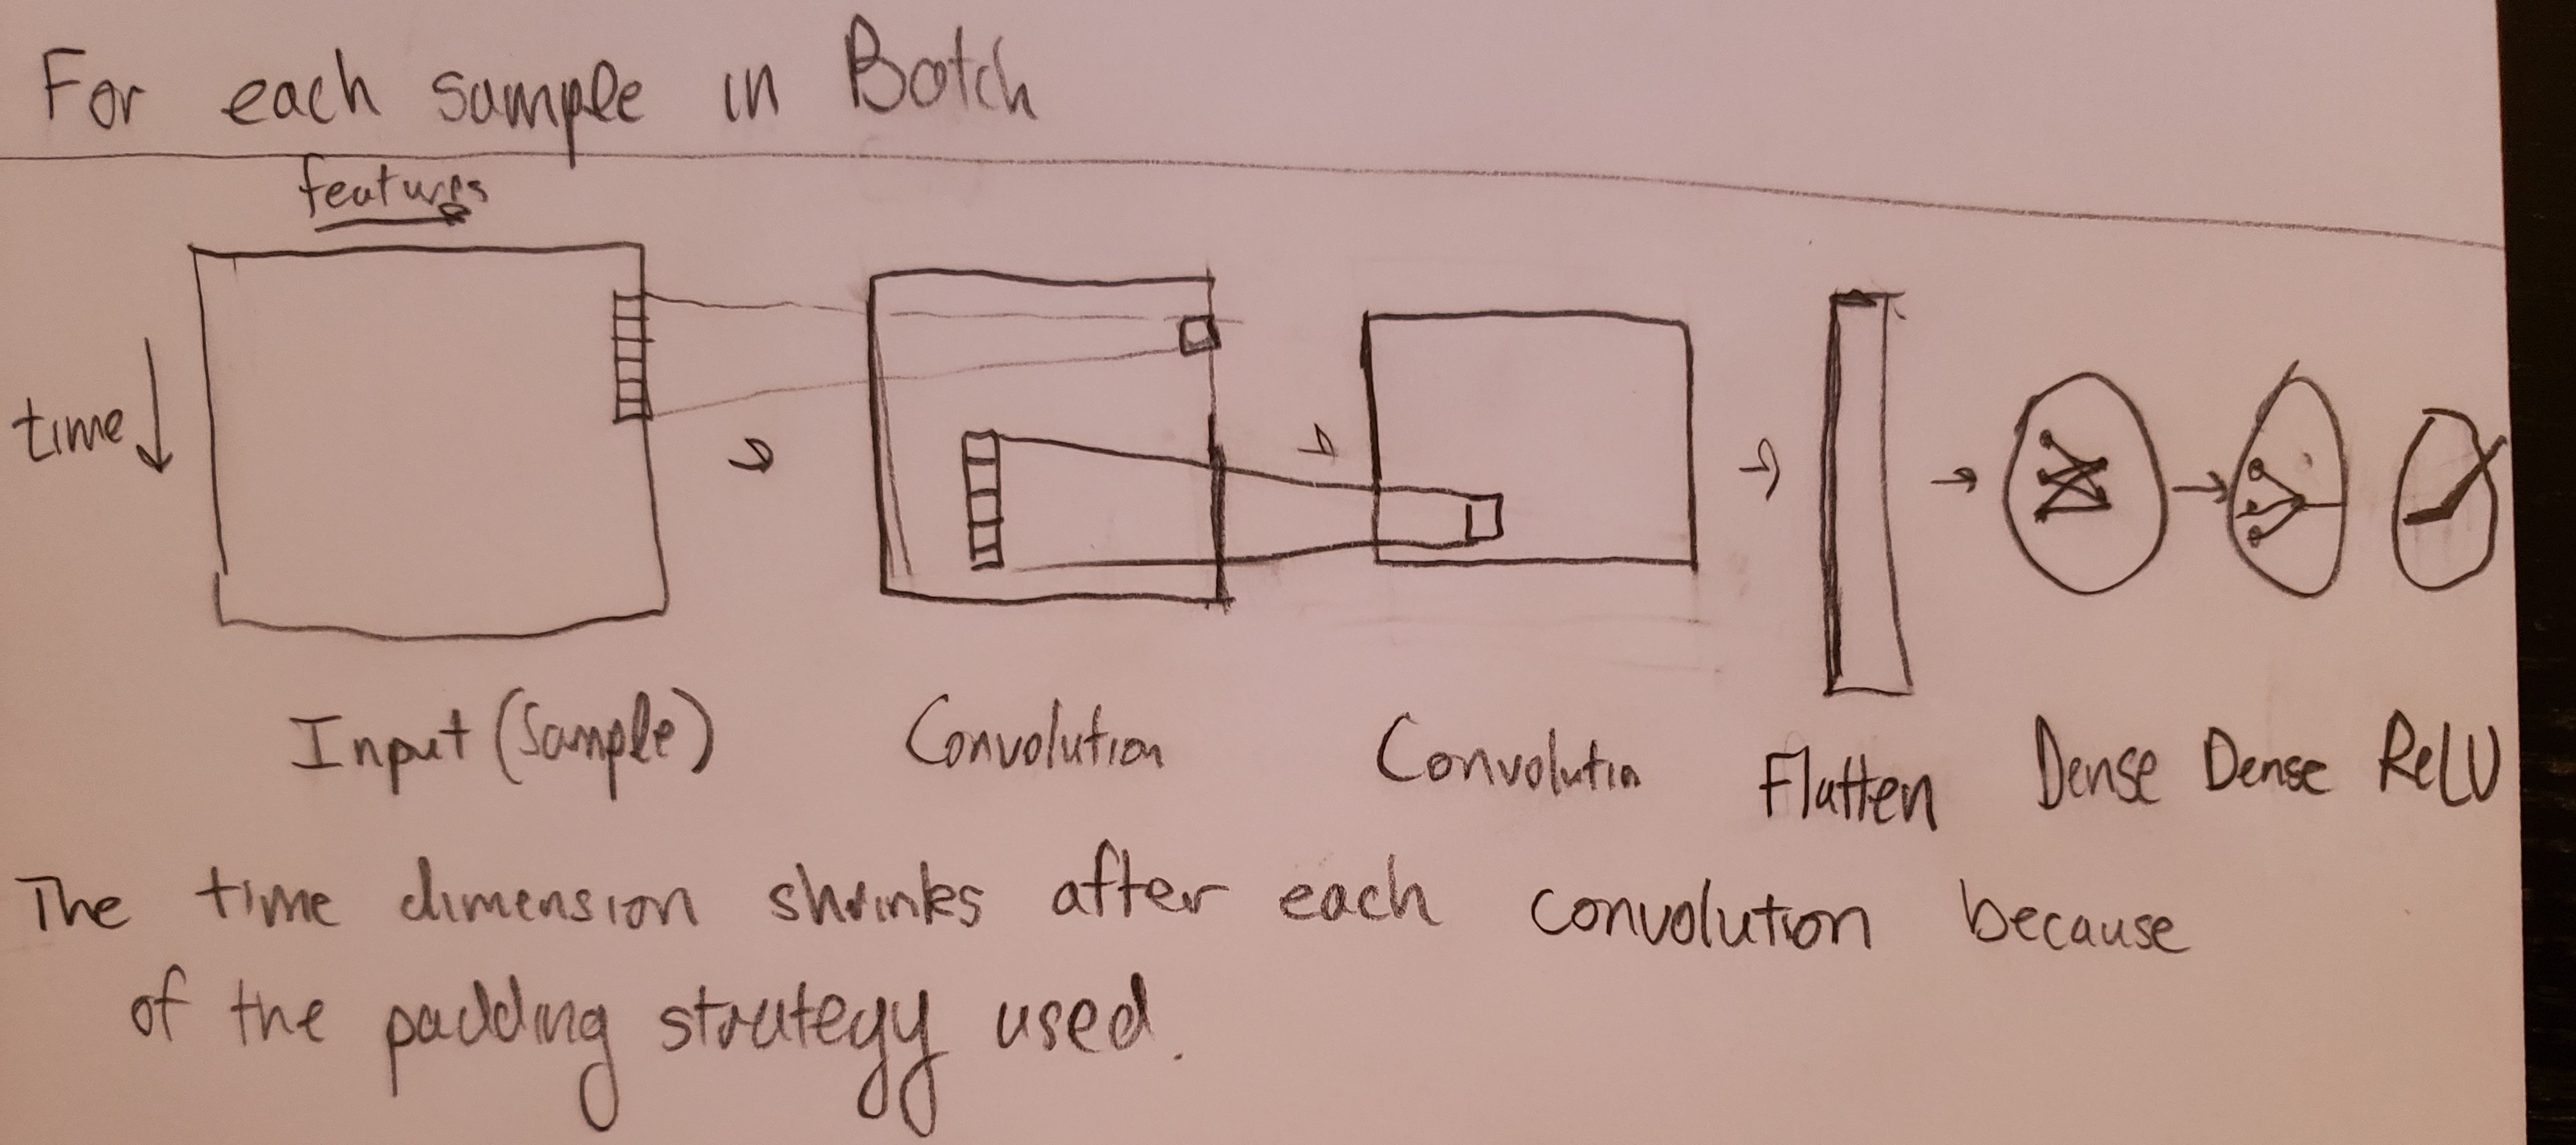 For each sample in Batch
features
time
Input (Sample)
Convolution
Convolutin
Flatten
Dense
Dense
ReLU
The time dimension shrinks after each convolution because
of the padding strategy used.